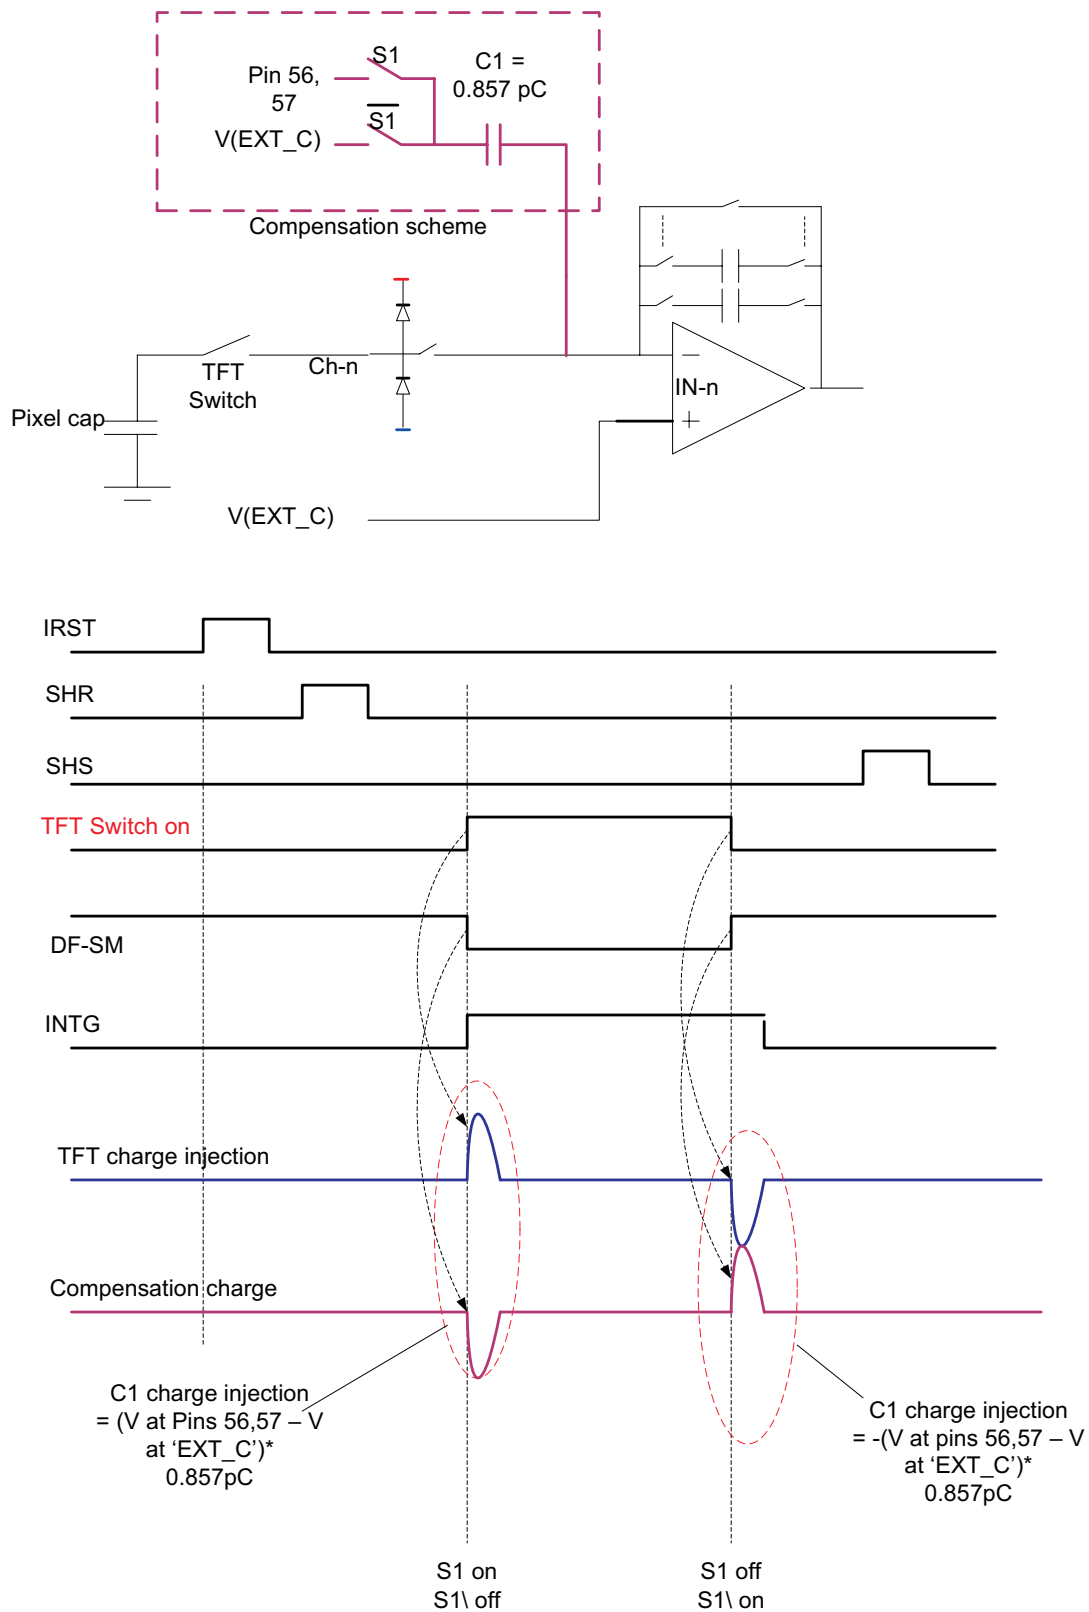 S1
C1 =
0.857 pC
Pin 56,
57
S1
V(EXT_C)
Compensation scheme
TFT
Switch
Ch-n
IN-n
Pixel cap
V(EXT_C)
IRST
SHR
SHS
TFT Switch on
DF-SM
INTG
TFT charge injection
Compensation charge
C1 charge injection
= (V at Pins 56,57 – V
at ‘EXT_C’)*
0.857pC
C1 charge injection
= -(V at pins 56,57 – V
at ‘EXT_C’)*
0.857pC
S1 on
S1\ off
S1 off
S1\ on